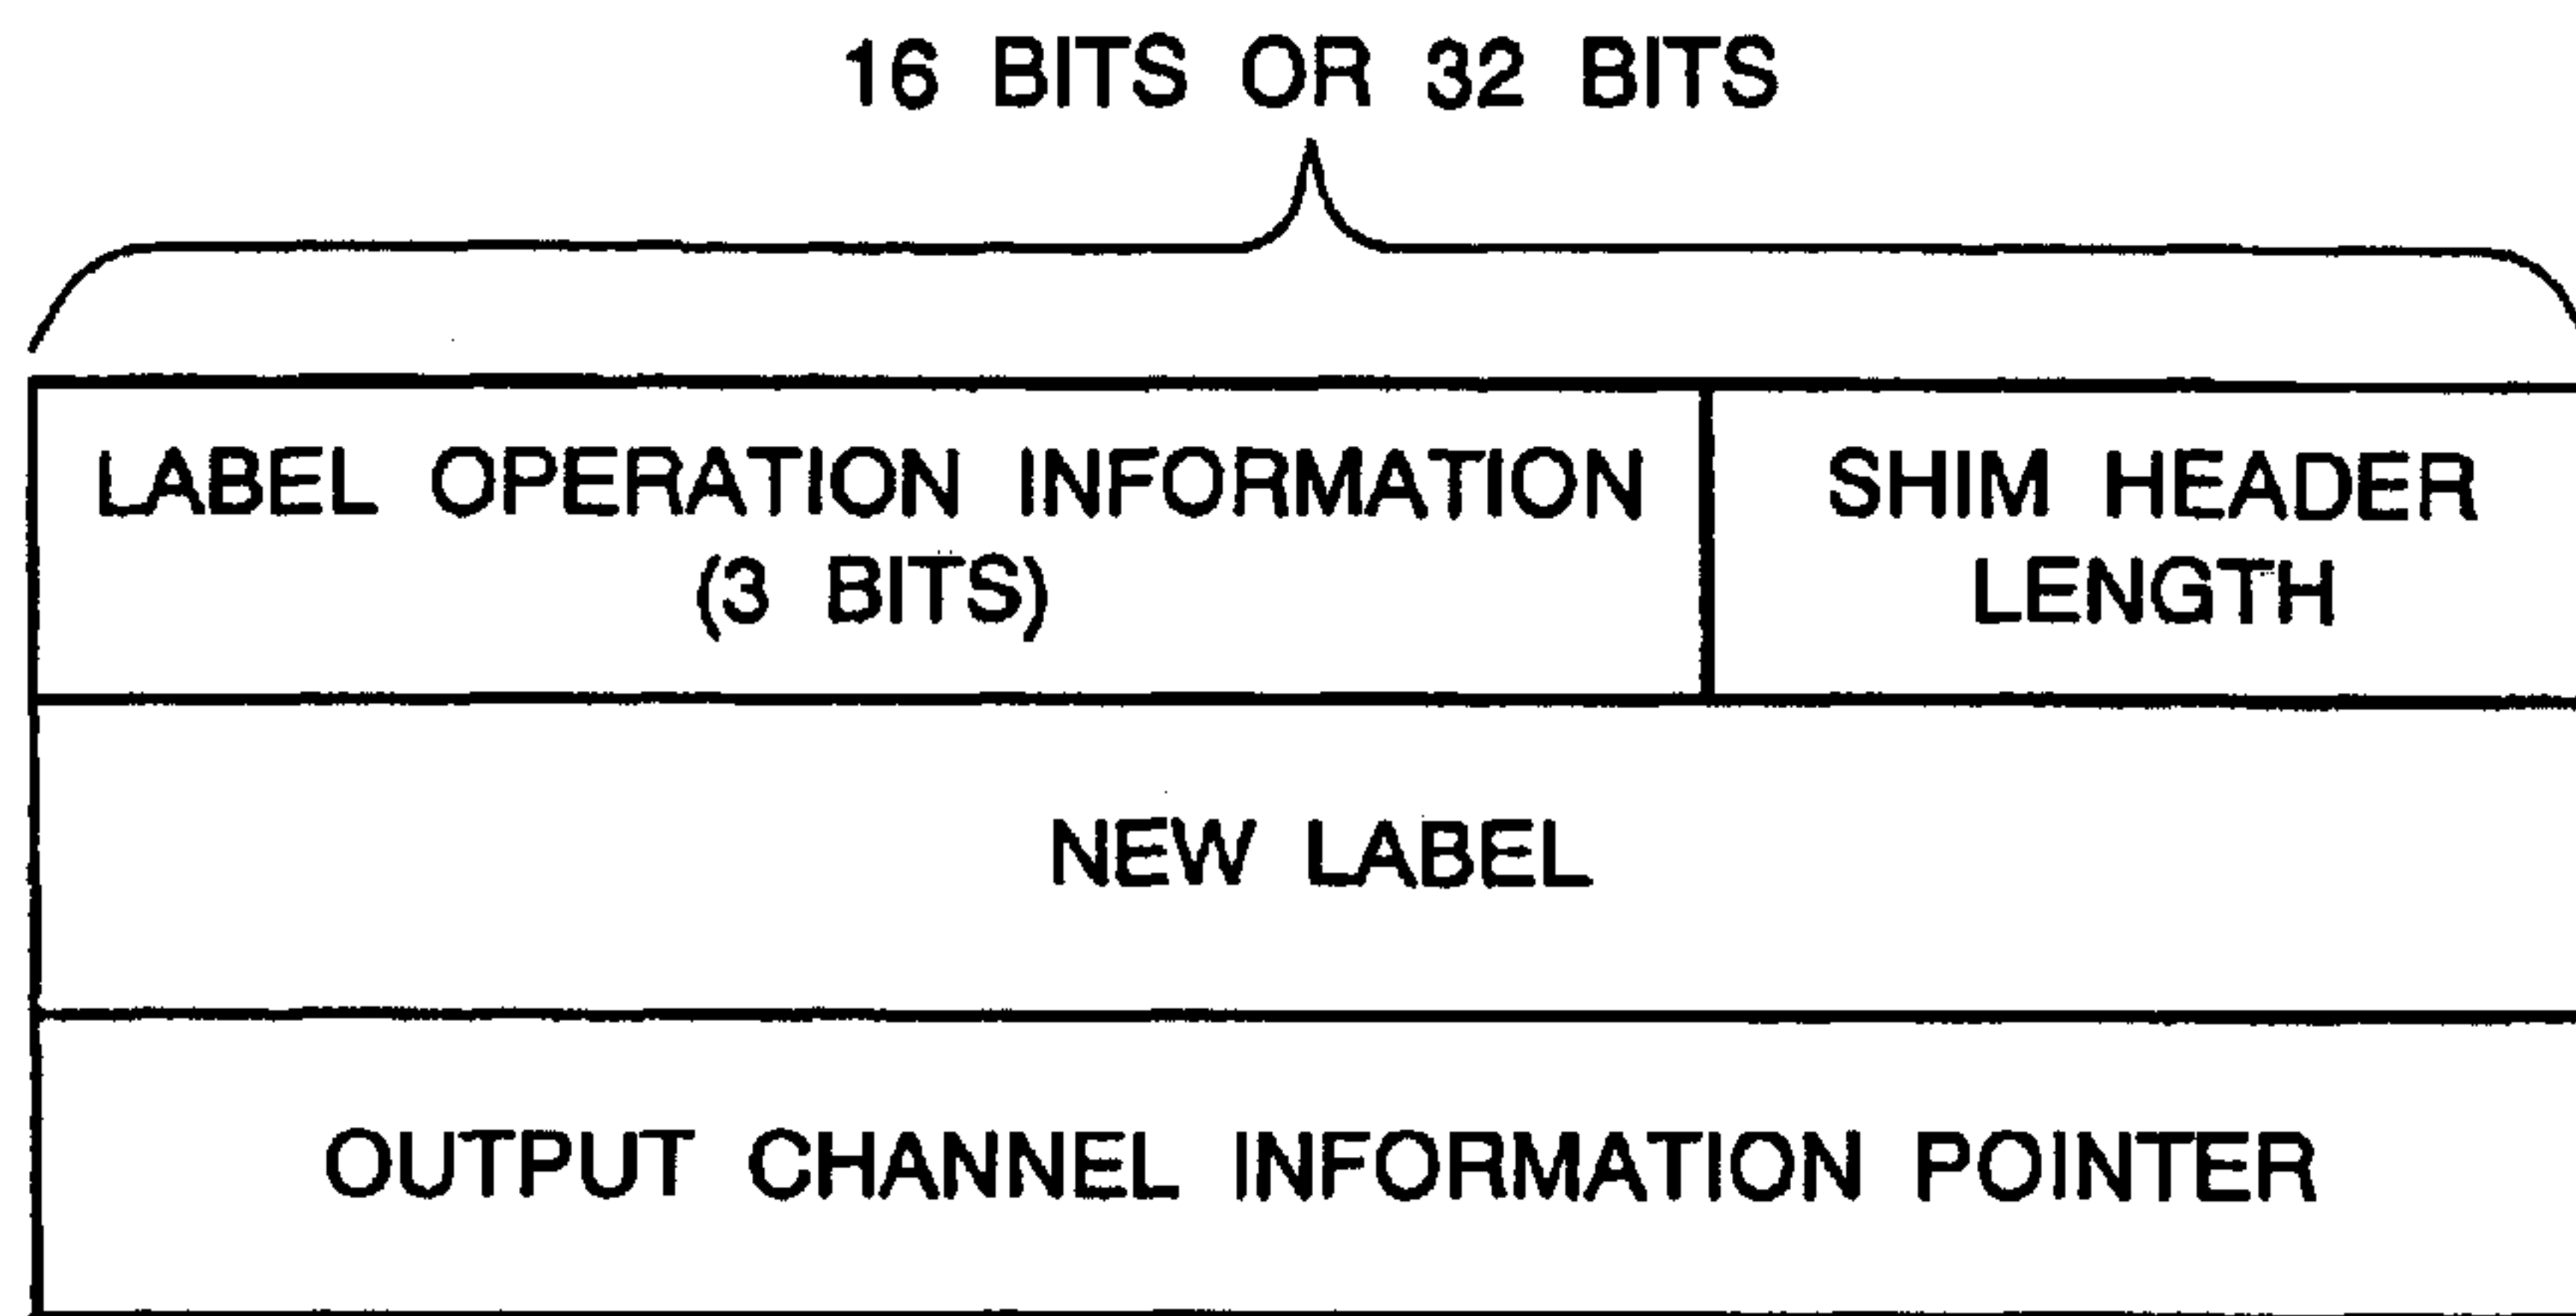 16 BITS OR 32 BITS
LABEL OPERATION INFORMATION
(3 BITS)
SHIM HEADER
LENGTH
NEW LABEL
OUTPUT CHANNEL INFORMATION POINTER